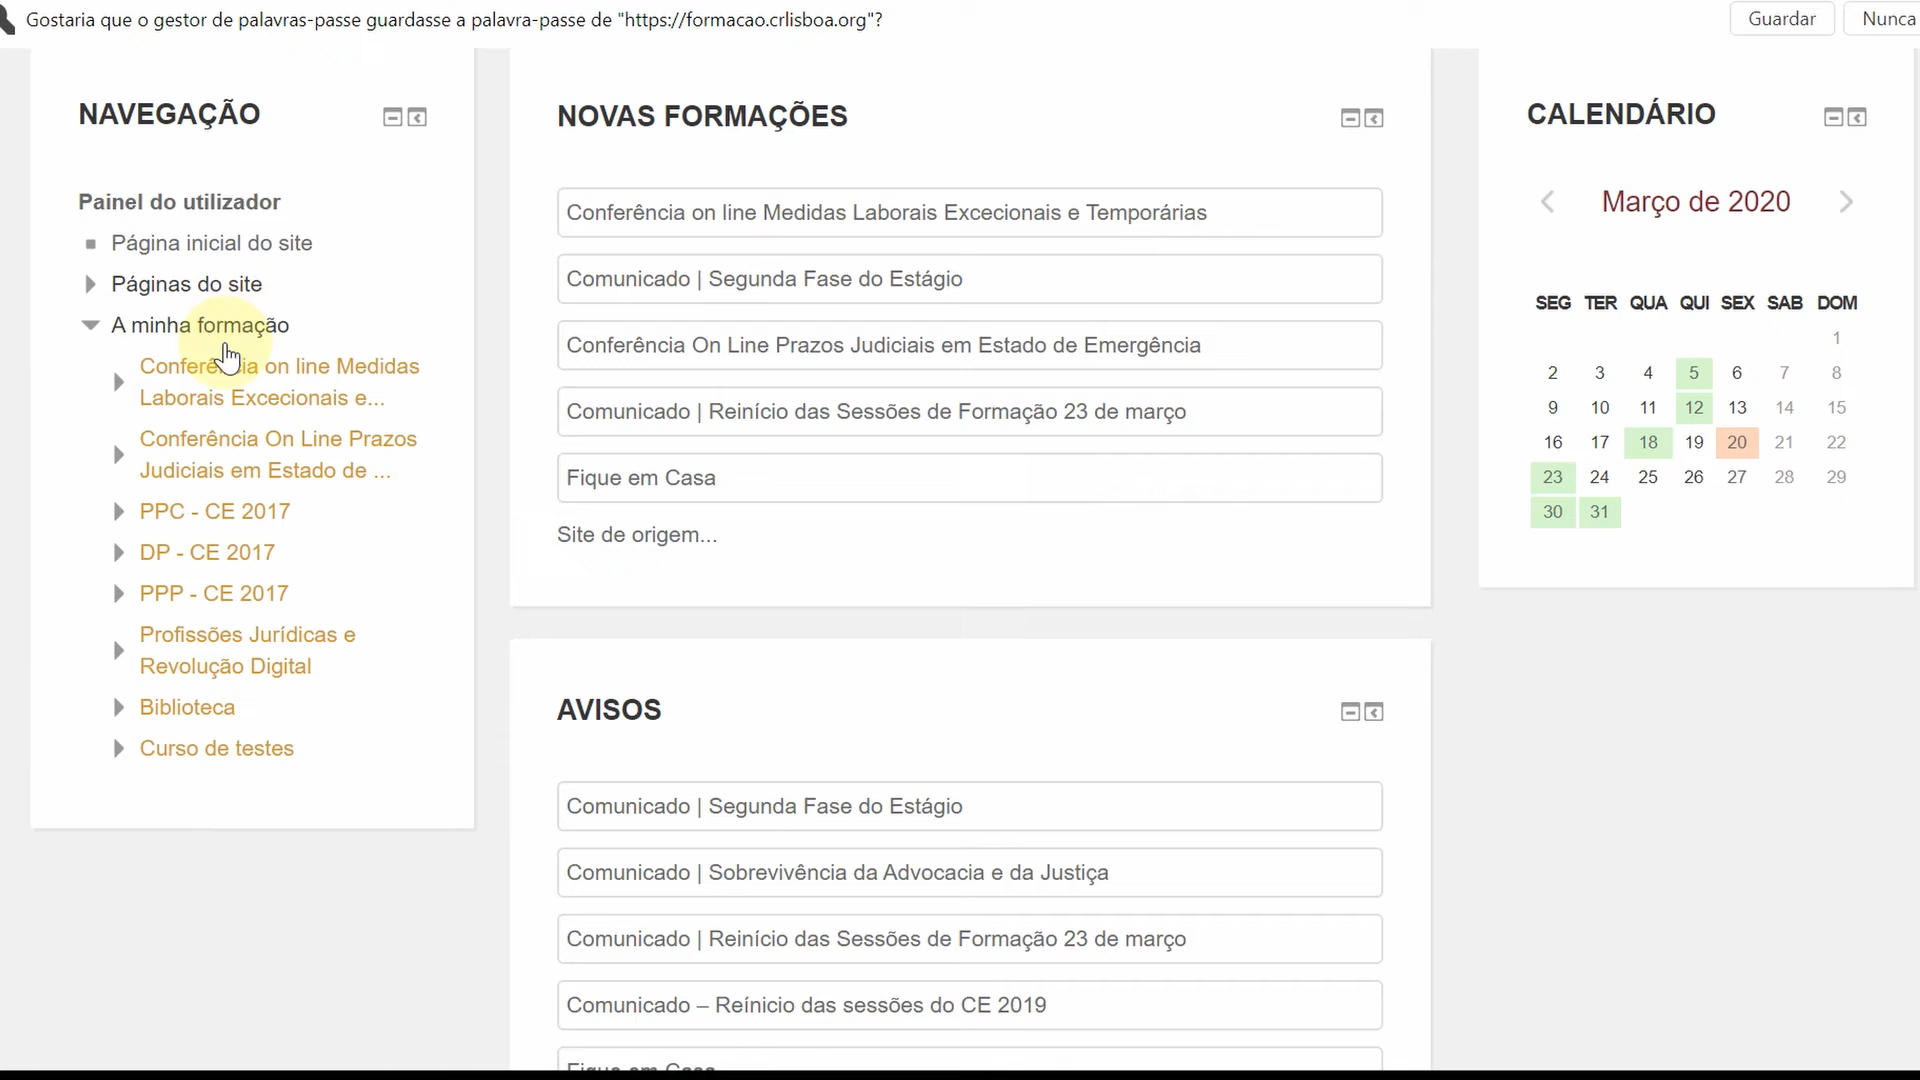 Gostaria que o gestor de palavras-passe guardasse a palavra-passe de "https://formacao.crlisboa.org"?
Guardar
Nunca
NAVEGAÇÃO
Painel do utilizador
Página inicial do site
Páginas do site
A minha formação
Conferência on line Medidas
Laborais Excecionais e...
Conferência On Line Prazos
Judiciais em Estado de ...
PPC - CE 2017
DP - CE 2017
PPP - CE 2017
Profissões Jurídicas e
Revolução Digital
Biblioteca
Curso de testes
NOVAS FORMAÇÕES
Conferência on line Medidas Laborais Excecionais e Temporárias
Comunicado | Segunda Fase do Estágio
Conferência On Line Prazos Judiciais em Estado de Emergência
Comunicado | Reinício das Sessões de Formação 23 de março
Fique em Casa
Site de origem...
AVISOS
Comunicado | Segunda Fase do Estágio
Comunicado | Sobrevivência da Advocacia e da Justiça
Comunicado | Reinício das Sessões de Formação 23 de março
Comunicado – Reínicio das sessões do CE 2019
Fique em Casa
CALENDÁRIO
Março de 2020
SEG TER QUA QUI SEX SAB DOM
1
2 3 4 5 6 7 8
9 10 11 12 13 14 15
16 17 18 19 20 21 22
23 24 25 26 27 28 29
30 31